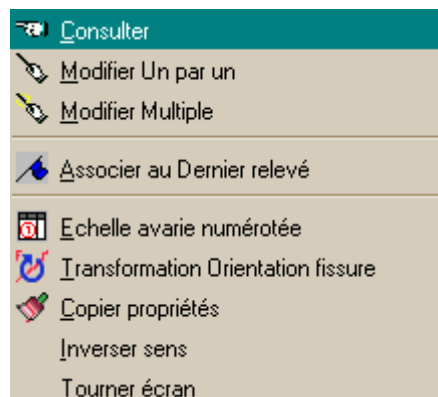 Consulter
Modifier Un par un
Modifier Multiple
Associer au Dernier relevé
Echelle avarie numérotée
Transformation Orientation fissure
Copier propriétés
Inverser sens
Tourner écran